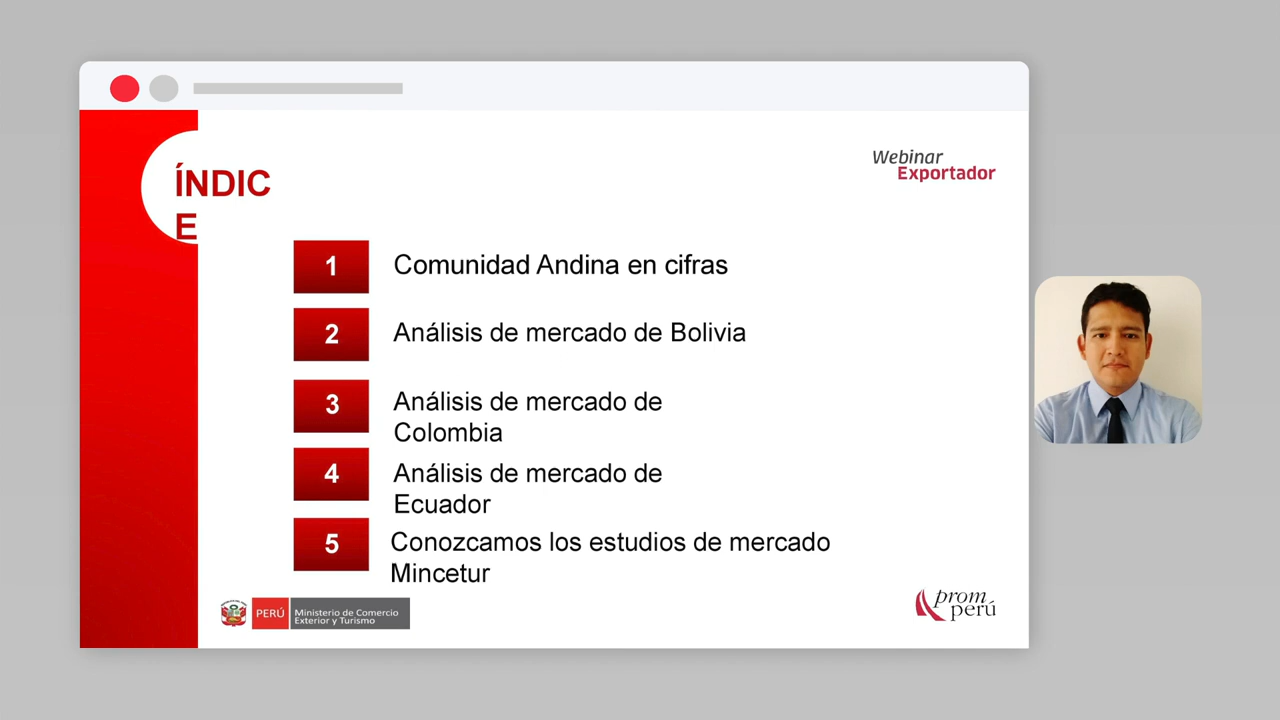 ÍNDIC
E
Webinar
Exportador
1
Comunidad Andina en cifras
2
Análisis de mercado de Bolivia
3
Análisis de mercado de
Colombia
4
Análisis de mercado de
Ecuador
5
Conozcamos los estudios de mercado
Mincetur
PERÚ
Ministerio de Comercio
Exterior y Turismo
prom
perú